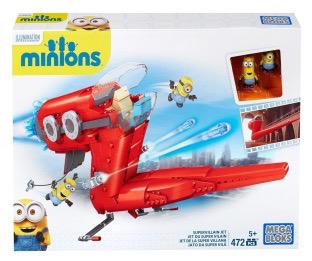 ILLUMINATION
minions
SUPERVILLAIN JET
JET DU SUPER VILAIN
JET DE LA SUPER VILLANA
JATO DA SUPER VILÃ
5+
472
MEGA
BLOKS